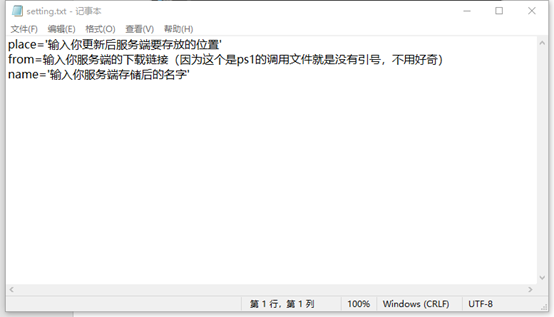 setting.txt - 记事本
文件(F) 编辑(E) 格式(O) 查看(V) 帮助(H)
place='输入你更新后服务端要存放的位置'
from=输入你服务端的下载链接（因为这个是ps1的调用文件就是没有引号，不用好奇）
name='输入你服务端存储后的名字'
第 1 行，第 1 列 100% Windows (CRLF) UTF-8